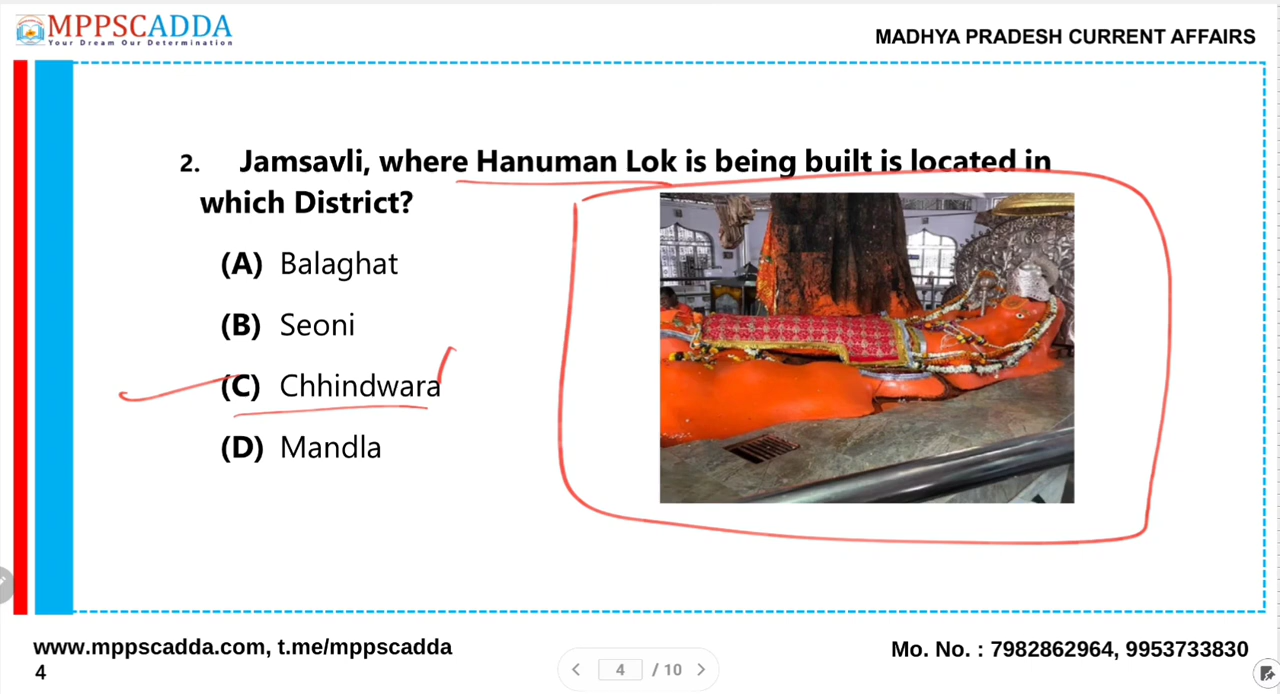 MPPSCADDA
Your Dream Our Determination
MADHYA PRADESH CURRENT AFFAIRS
2. Jamsavli, where Hanuman Lok is being built is located in
which District?
(A) Balaghat
(B) Seoni
(C) Chhindwara
(D) Mandla
www.mppscadda.com, t.me/mppscadda
Mo. No. : 7982862964, 9953733830
4
4 / 10